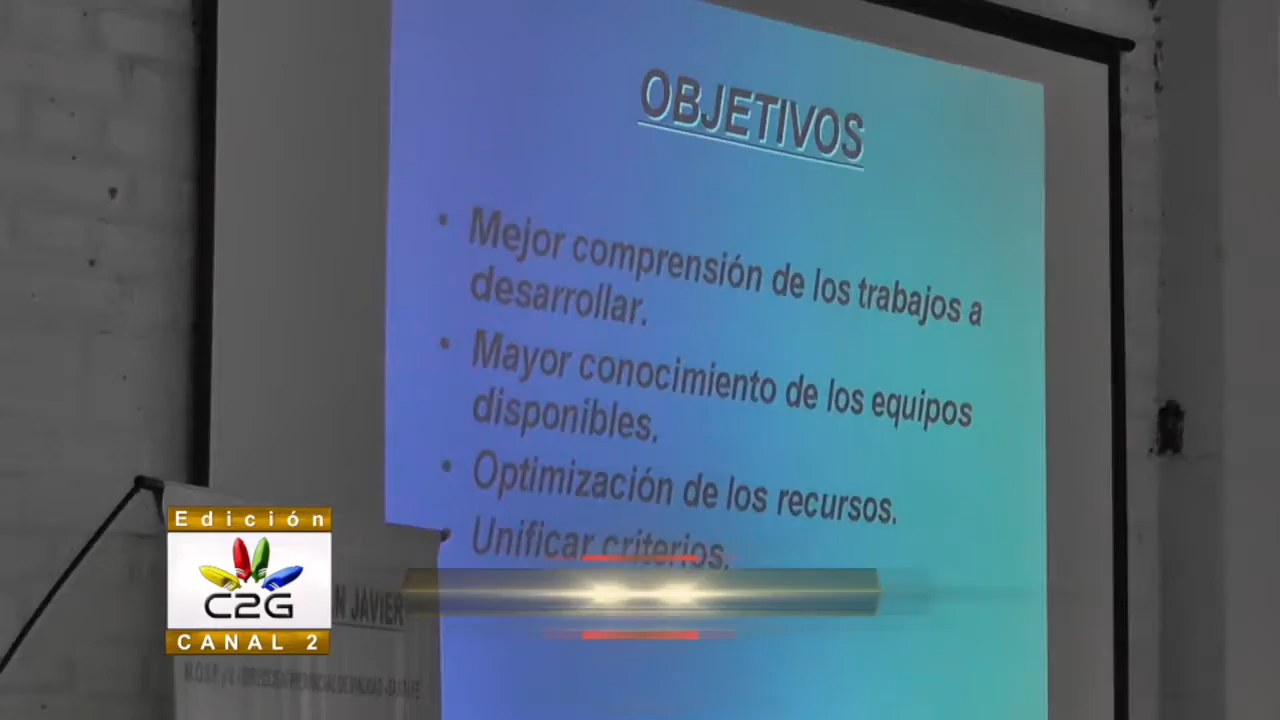 OBJETIVOS
• Mejor comprensión de los trabajos a
desarrollar.
• Mayor conocimiento de los equipos
disponibles.
• Optimización de los recursos.
• Unificar criterios.
Edición
C2G
CANAL 2
N JAVIER